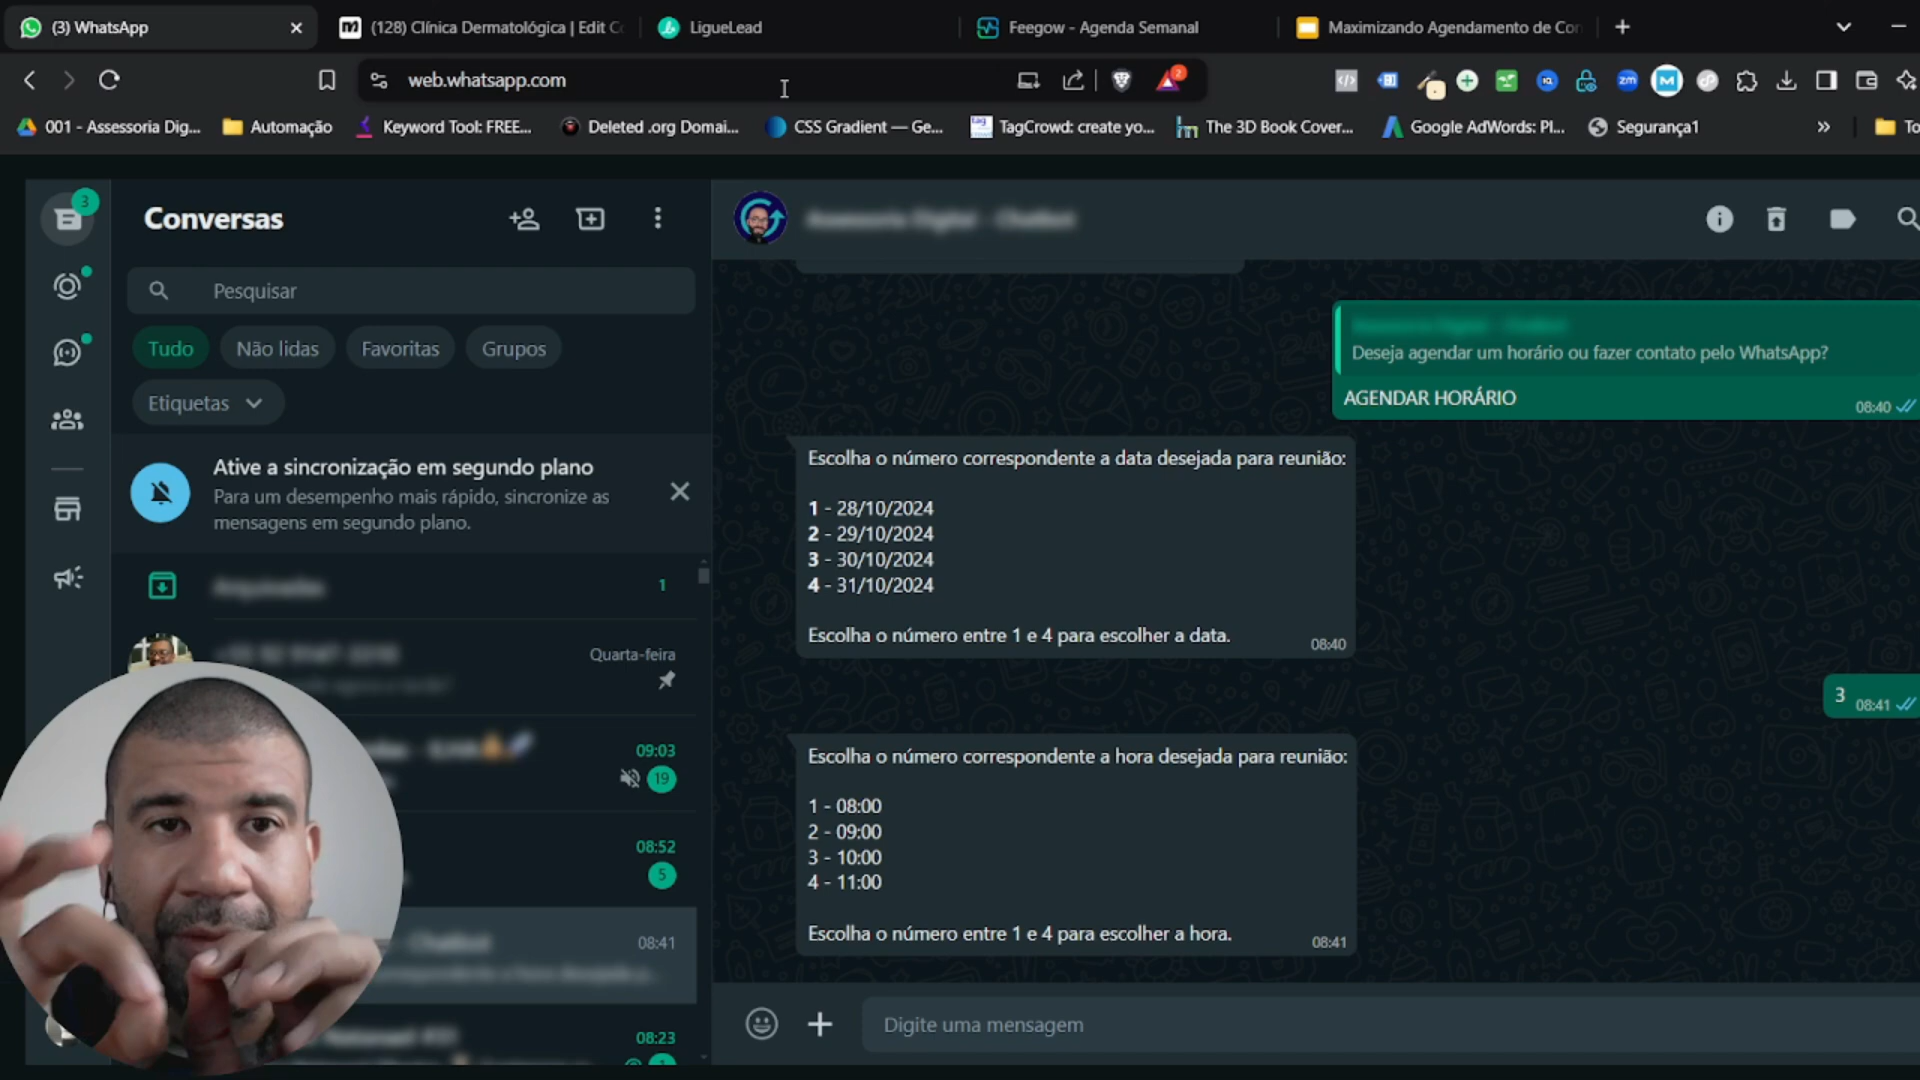 (3) WhatsApp
(128) Clínica Dermatológica | Edit Co
LigueLead
Feegow - Agenda Semanal
Maximizando Agendamento de Con
web.whatsapp.com
2
zm
M
001 - Assessoria Dig...
Automação
Keyword Tool: FREE...
Deleted .org Domai...
CSS Gradient — Ge...
TagCrowd: create yo...
The 3D Book Cover...
Google AdWords: Pl...
Segurança1
To
3
Conversas
Pesquisar
Tudo
Não lidas
Favoritas
Grupos
Etiquetas
Ative a sincronização em segundo plano
Para um desempenho mais rápido, sincronize as
mensagens em segundo plano.
1
Quarta-feira
09:03
19
08:52
5
08:41
08:23
Deseja agendar um horário ou fazer contato pelo WhatsApp?
AGENDAR HORÁRIO
08:40
Escolha o número correspondente a data desejada para reunião:
1 - 28/10/2024
2 - 29/10/2024
3 - 30/10/2024
4 - 31/10/2024
Escolha o número entre 1 e 4 para escolher a data.
08:40
3
08:41
Escolha o número correspondente a hora desejada para reunião:
1 - 08:00
2 - 09:00
3 - 10:00
4 - 11:00
Escolha o número entre 1 e 4 para escolher a hora.
08:41
Digite uma mensagem